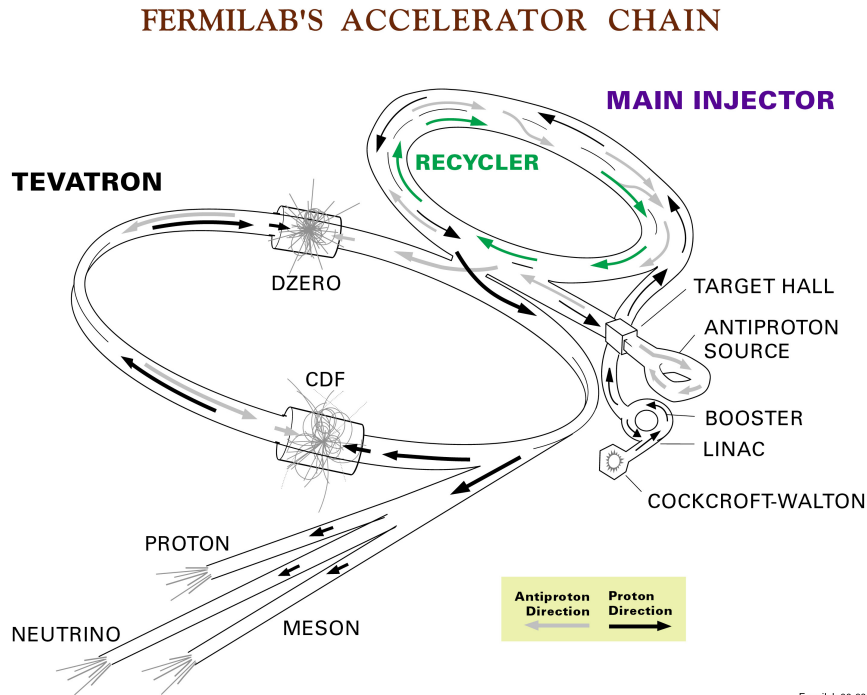 FERMILAB'S ACCELERATOR CHAIN
MAIN INJECTOR
RECYCLER
TEVATRON
DZERO
TARGET HALL
ANTIPROTON
SOURCE
CDF
BOOSTER
LINAC
COCKCROFT-WALTON
PROTON
NEUTRINO
MESON
Antiproton
Direction
Proton
Direction